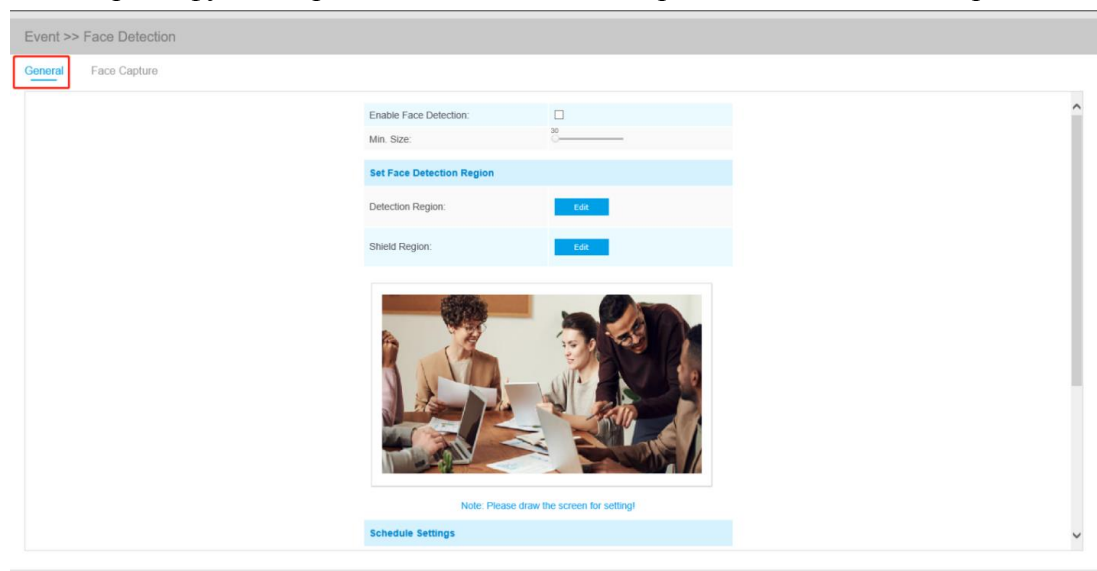 Event >> Face Detection
General Face Capture
Enable Face Detection:
30
Min. Size:
Set Face Detection Region
Detection Region: Edit
Shield Region: Edit
Note: Please draw the screen for setting!
Schedule Settings